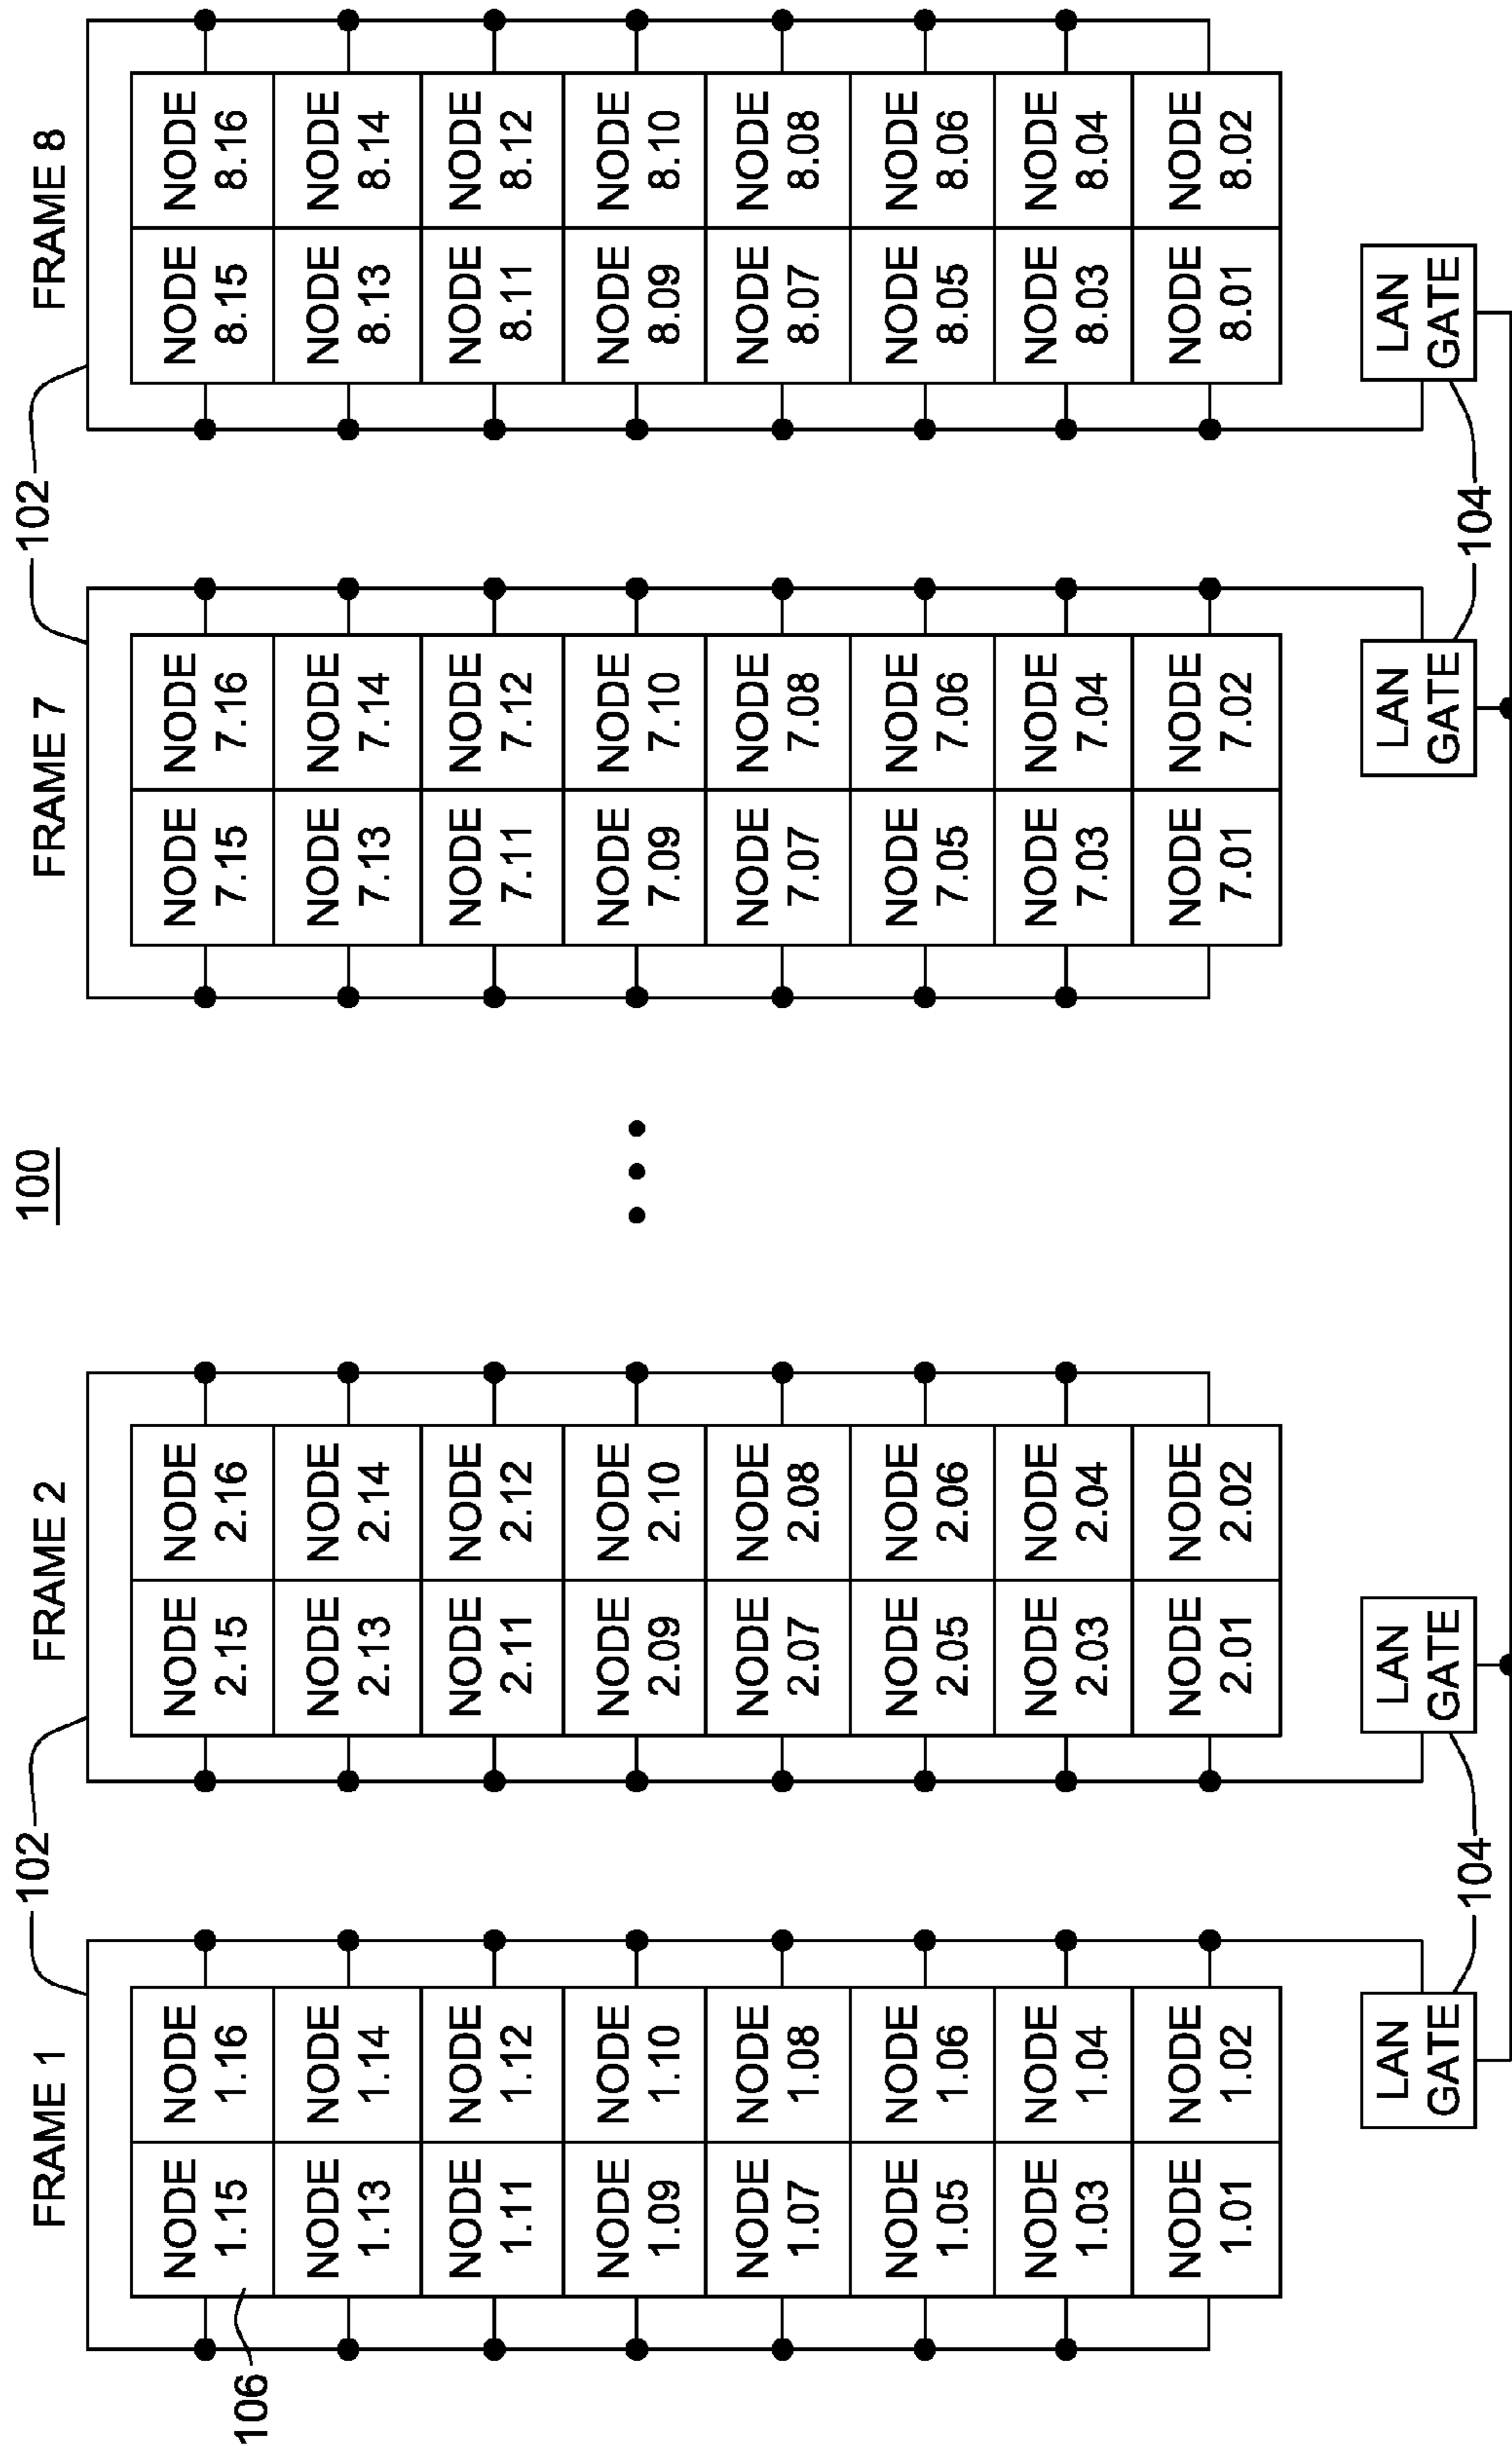 100
102
102
FRAME 1
FRAME 2
FRAME 7
FRAME 8
NODE
1.15
NODE
1.16
NODE
1.13
NODE
1.14
NODE
1.11
NODE
1.12
NODE
1.09
NODE
1.10
NODE
1.07
NODE
1.08
NODE
1.05
NODE
1.06
NODE
1.03
NODE
1.04
NODE
1.01
NODE
1.02
106
NODE
2.15
NODE
2.16
NODE
2.13
NODE
2.14
NODE
2.11
NODE
2.12
NODE
2.09
NODE
2.10
NODE
2.07
NODE
2.08
NODE
2.05
NODE
2.06
NODE
2.03
NODE
2.04
NODE
2.01
NODE
2.02
NODE
7.15
NODE
7.16
NODE
7.13
NODE
7.14
NODE
7.11
NODE
7.12
NODE
7.09
NODE
7.10
NODE
7.07
NODE
7.08
NODE
7.05
NODE
7.06
NODE
7.03
NODE
7.04
NODE
7.01
NODE
7.02
NODE
8.15
NODE
8.16
NODE
8.13
NODE
8.14
NODE
8.11
NODE
8.12
NODE
8.09
NODE
8.10
NODE
8.07
NODE
8.08
NODE
8.05
NODE
8.06
NODE
8.03
NODE
8.04
NODE
8.01
NODE
8.02
LAN
GATE
LAN
GATE
LAN
GATE
LAN
GATE
104
104